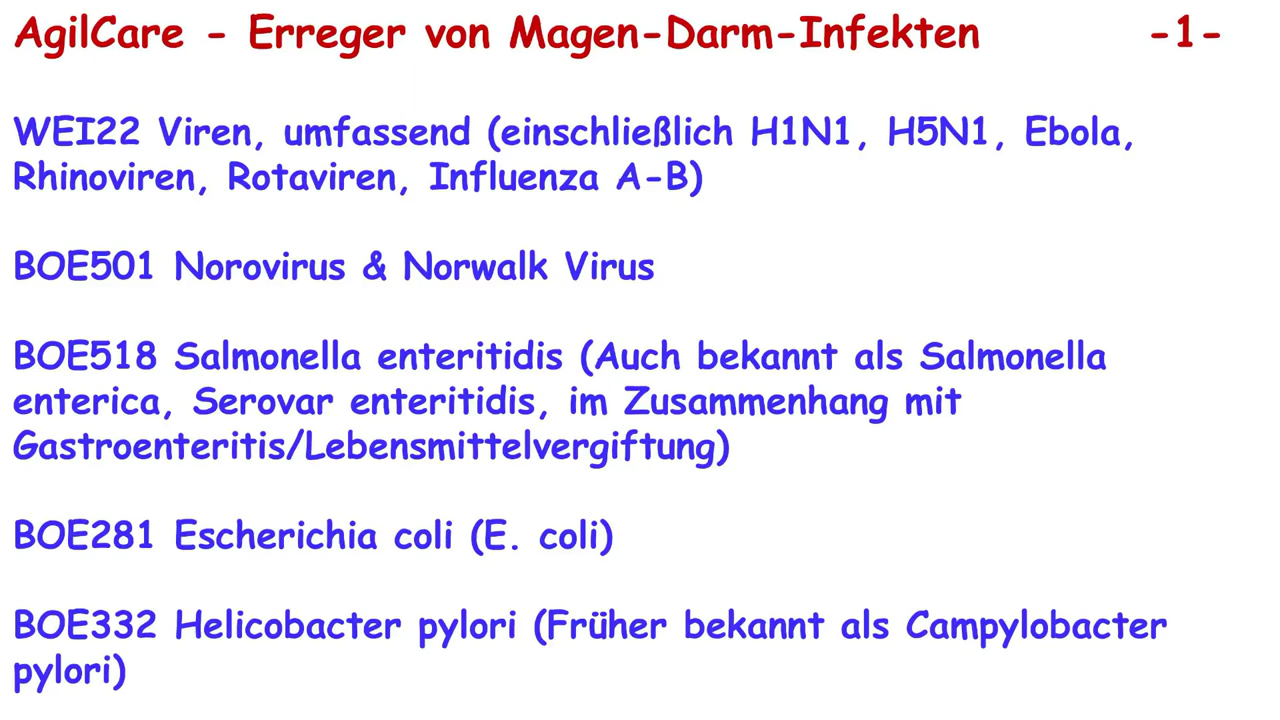 AgilCare - Erreger von Magen-Darm-Infekten -1-
WEI22 Viren, umfassend (einschließlich H1N1, H5N1, Ebola,
Rhinoviren, Rotaviren, Influenza A-B)
BOE501 Norovirus & Norwalk Virus
BOE518 Salmonella enteritidis (Auch bekannt als Salmonella
enterica, Serovar enteritidis, im Zusammenhang mit
Gastroenteritis/Lebensmittelvergiftung)
BOE281 Escherichia coli (E. coli)
BOE332 Helicobacter pylori (Früher bekannt als Campylobacter
pylori)